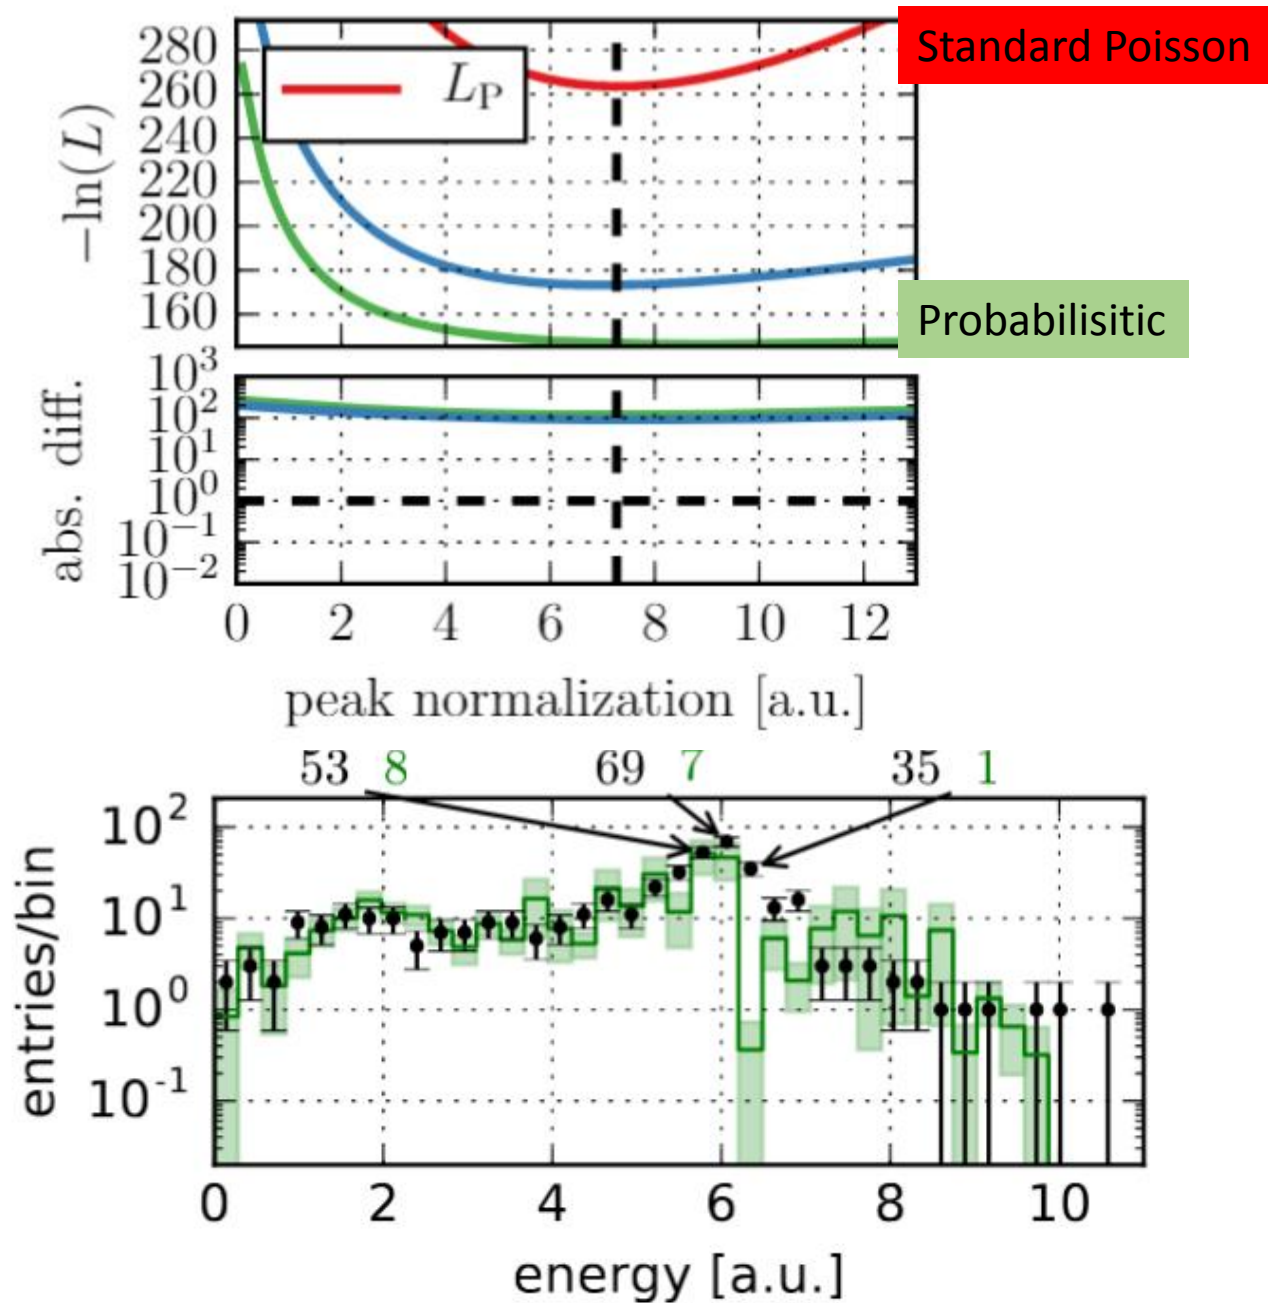 Standard Poisson
280
260
240
220
200
180
160
−ln(L)
L_P
Probabilisitic
10^3
10^2
10^1
10^0
10^−1
10^−2
abs. diff.
0 2 4 6 8 10 12
peak normalization [a.u.]
53 8 69 7 35 1
10^2
10^1
10^0
10^-1
entries/bin
0 2 4 6 8 10
energy [a.u.]